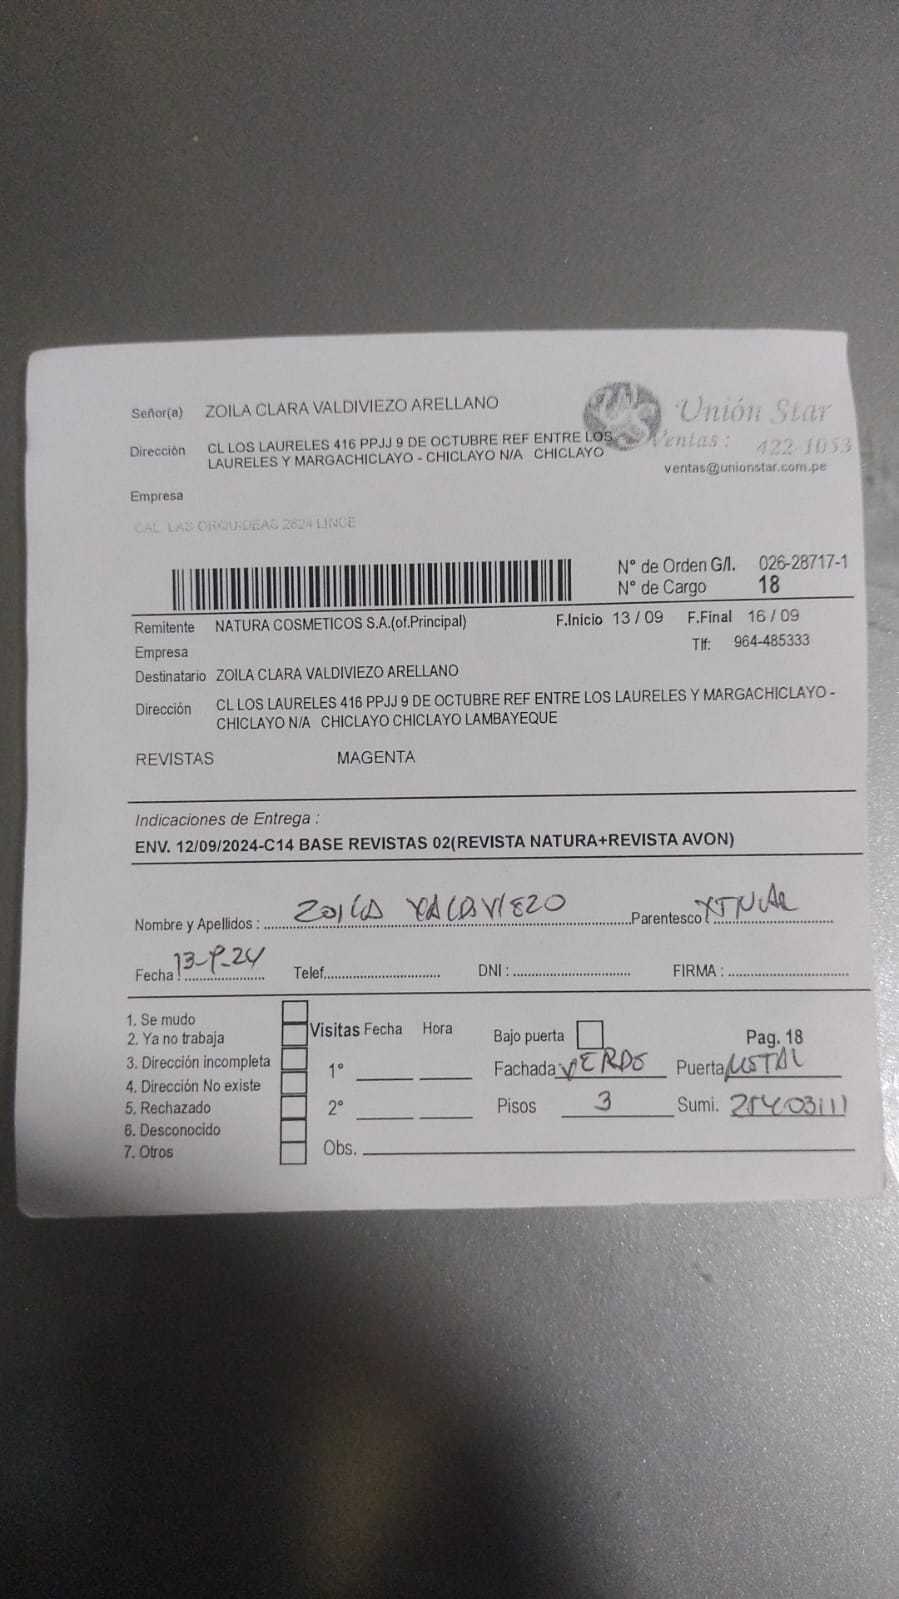 Señor(a) ZOILA CLARA VALDIVIEZO ARELLANO
Unión Star
Dirección CL LOS LAURELES 416 PPJJ 9 DE OCTUBRE REF ENTRE LOS
LAURELES Y MARGACHICLAYO - CHICLAYO N/A CHICLAYO
Ventas: 422-1053
ventas@unionstar.com.pe
Empresa
CAL. LAS ORQUIDEAS 2624 LINCE
N° de Orden G/I. 026-28717-1
N° de Cargo 18
Remitente NATURA COSMETICOS S.A.(of.Principal) F.Inicio 13 / 09 F.Final 16 / 09
Empresa Tlf: 964-485333
Destinatario ZOILA CLARA VALDIVIEZO ARELLANO
Dirección CL LOS LAURELES 416 PPJJ 9 DE OCTUBRE REF ENTRE LOS LAURELES Y MARGACHICLAYO -
CHICLAYO N/A CHICLAYO CHICLAYO LAMBAYEQUE
REVISTAS MAGENTA
Indicaciones de Entrega :
ENV. 12/09/2024-C14 BASE REVISTAS 02(REVISTA NATURA+REVISTA AVON)
Nombre y Apellidos : ZOILA VALDIVIEZO Parentesco :
Fecha : 13-9-24 Telef. DNI : FIRMA :
1. Se mudo
2. Ya no trabaja
3. Dirección incompleta
4. Dirección No existe
5. Rechazado
6. Desconocido
7. Otros
Visitas Fecha Hora
1°
2°
Obs.
Bajo puerta Pag. 18
Fachada VERDE Puerta METAL
Pisos 3 Sumi. 25403111